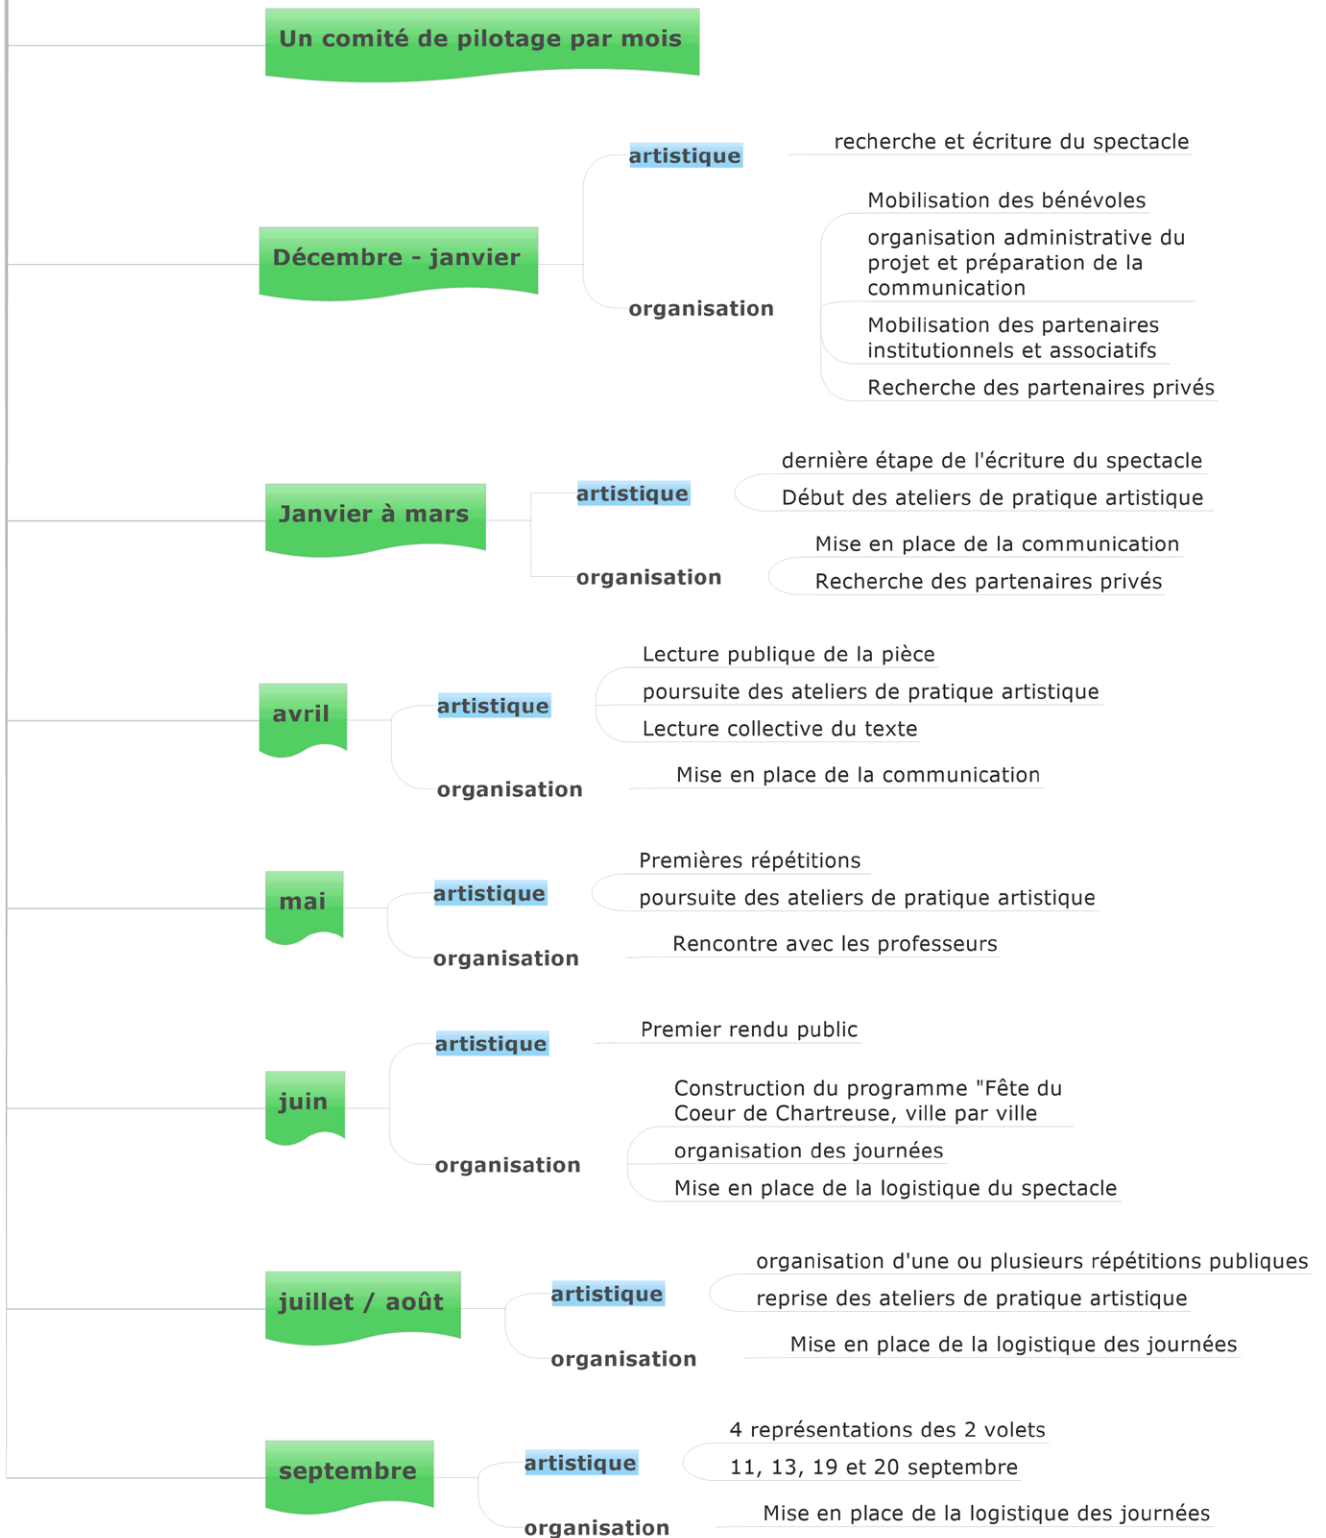 Un comité de pilotage par mois
Décembre - janvier
artistique
recherche et écriture du spectacle
organisation
Mobilisation des bénévoles
organisation administrative du
projet et préparation de la
communication
Mobilisation des partenaires
institutionnels et associatifs
Recherche des partenaires privés
Janvier à mars
artistique
dernière étape de l'écriture du spectacle
Début des ateliers de pratique artistique
organisation
Mise en place de la communication
Recherche des partenaires privés
avril
artistique
Lecture publique de la pièce
poursuite des ateliers de pratique artistique
Lecture collective du texte
organisation
Mise en place de la communication
mai
artistique
Premières répétitions
poursuite des ateliers de pratique artistique
organisation
Rencontre avec les professeurs
juin
artistique
Premier rendu public
organisation
Construction du programme "Fête du
Coeur de Chartreuse, ville par ville
organisation des journées
Mise en place de la logistique du spectacle
juillet / août
artistique
organisation d'une ou plusieurs répétitions publiques
reprise des ateliers de pratique artistique
organisation
Mise en place de la logistique des journées
septembre
artistique
4 représentations des 2 volets
11, 13, 19 et 20 septembre
organisation
Mise en place de la logistique des journées